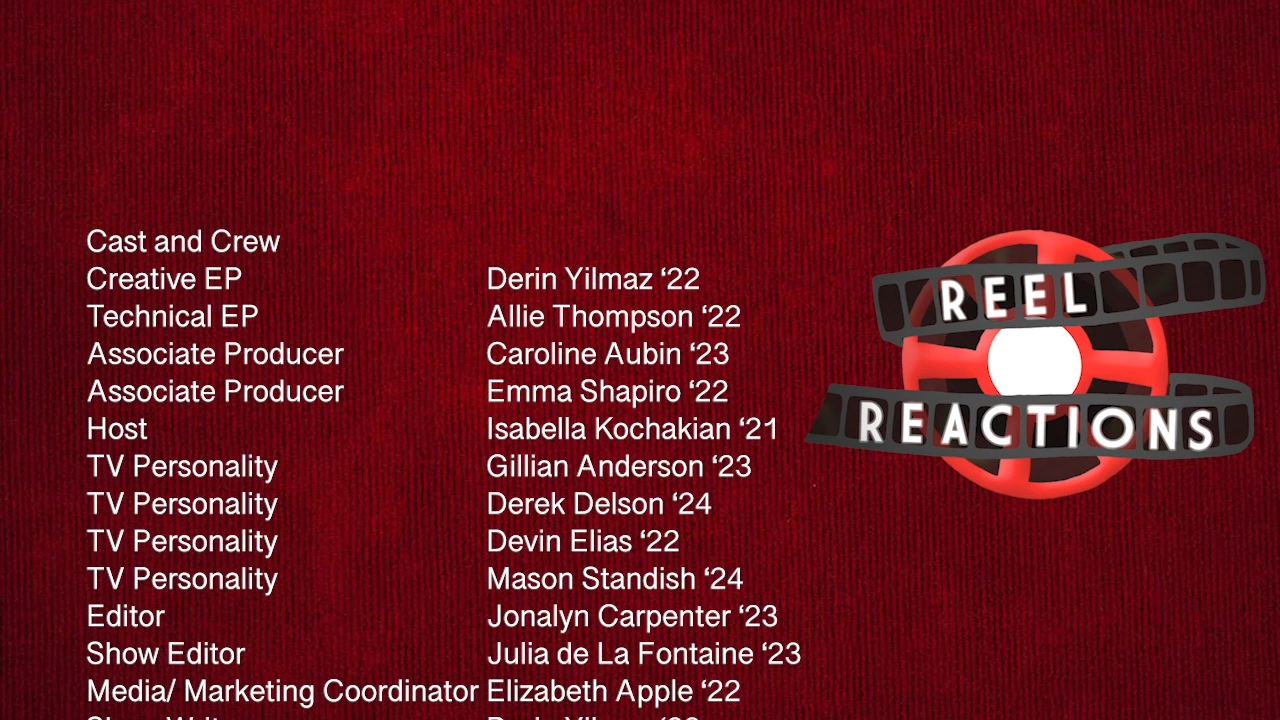 Cast and Crew
Creative EP Derin Yilmaz ‘22
Technical EP Allie Thompson ‘22
Associate Producer Caroline Aubin ‘23
Associate Producer Emma Shapiro ‘22
Host Isabella Kochakian ‘21
TV Personality Gillian Anderson ‘23
TV Personality Derek Delson ‘24
TV Personality Devin Elias ‘22
TV Personality Mason Standish ‘24
Editor Jonalyn Carpenter ‘23
Show Editor Julia de La Fontaine ‘23
Media/ Marketing Coordinator Elizabeth Apple ‘22
REEL
REACTIONS